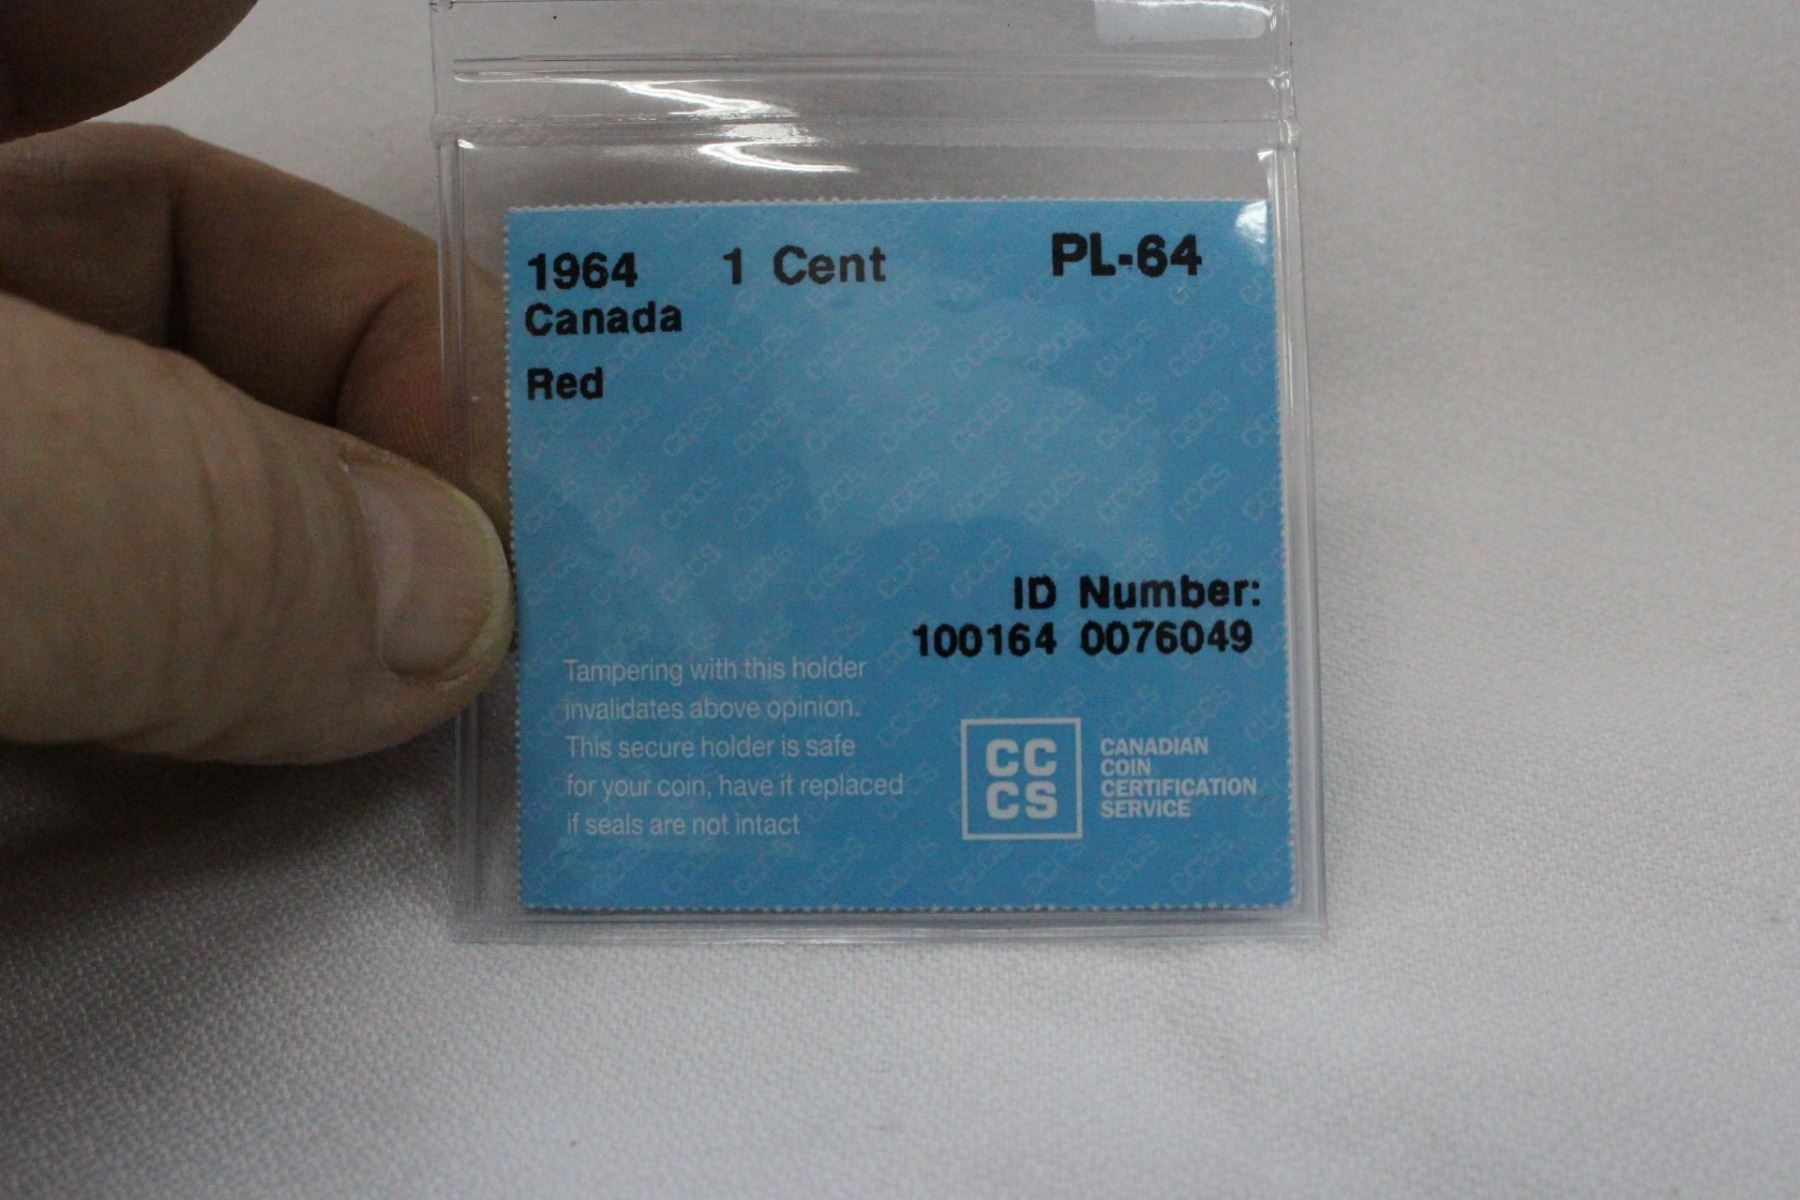 1964 1 Cent PL-64
Canada
Red
ID Number:
100164 0076049
Tampering with this holder
invalidates above opinion.
This secure holder is safe
for your coin, have it replaced
if seals are not intact
CC
CS
CANADIAN
COIN
CERTIFICATION
SERVICE